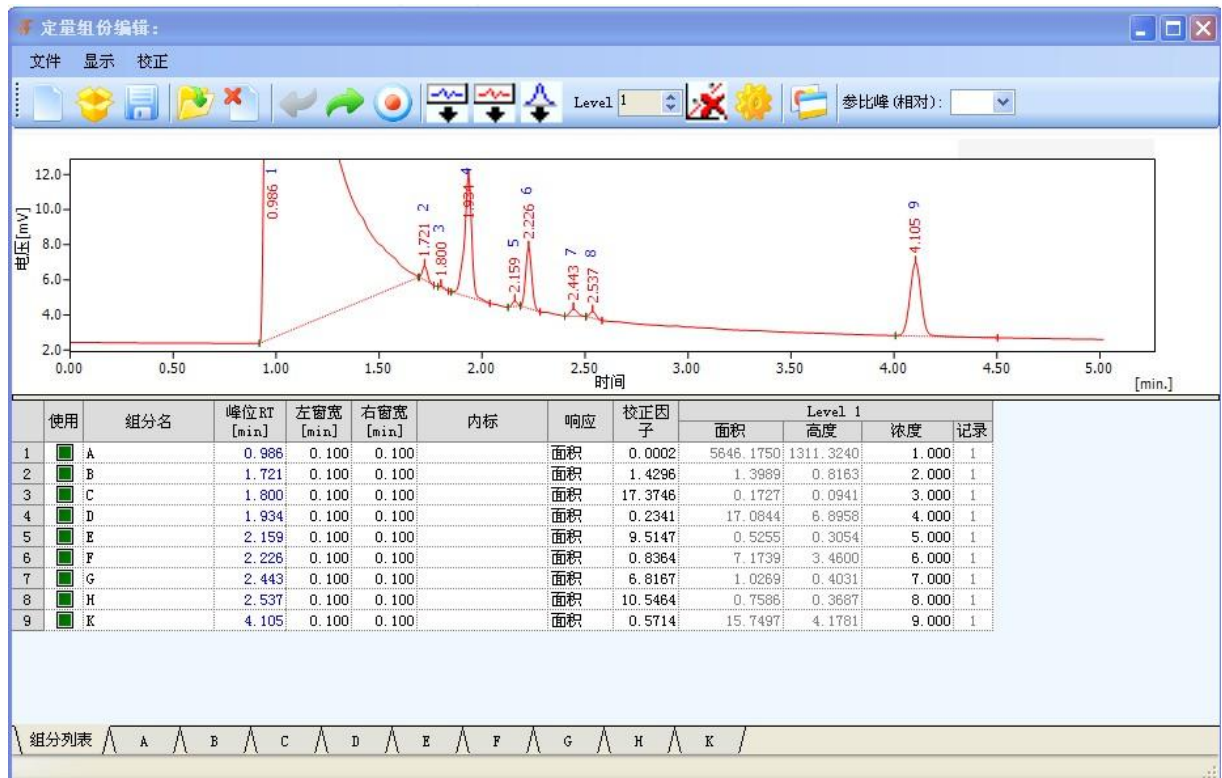 定量组份编辑:
文件 显示 校正
Level 1 参比峰(相对):
电压[mV]
12.0
10.0
8.0
6.0
4.0
2.0
0.986 1
1.721 2
1.800 3
1.934 4
2.159 5
2.226 6
2.443 7
2.537 8
4.105 9
0.00 0.50 1.00 1.50 2.00 2.50 3.00 3.50 4.00 4.50 5.00
时间 [min.]
使用 组分名 峰位RT [min] 左窗宽 [min] 右窗宽 [min] 内标 响应 校正因子 Level 1
面积 高度 浓度 记录
1 A 0.986 0.100 0.100 面积 0.0002 5646.1750 1311.3240 1.000 1
2 B 1.721 0.100 0.100 面积 1.4296 1.3989 0.8163 2.000 1
3 C 1.800 0.100 0.100 面积 17.3746 0.1727 0.0941 3.000 1
4 D 1.934 0.100 0.100 面积 0.2341 17.0844 6.8958 4.000 1
5 E 2.159 0.100 0.100 面积 9.5147 0.5255 0.3054 5.000 1
6 F 2.226 0.100 0.100 面积 0.8364 7.1739 3.4600 6.000 1
7 G 2.443 0.100 0.100 面积 6.8167 1.0269 0.4031 7.000 1
8 H 2.537 0.100 0.100 面积 10.5464 0.7586 0.3687 8.000 1
9 K 4.105 0.100 0.100 面积 0.5714 15.7497 4.1781 9.000 1
组分列表 A B C D E F G H K